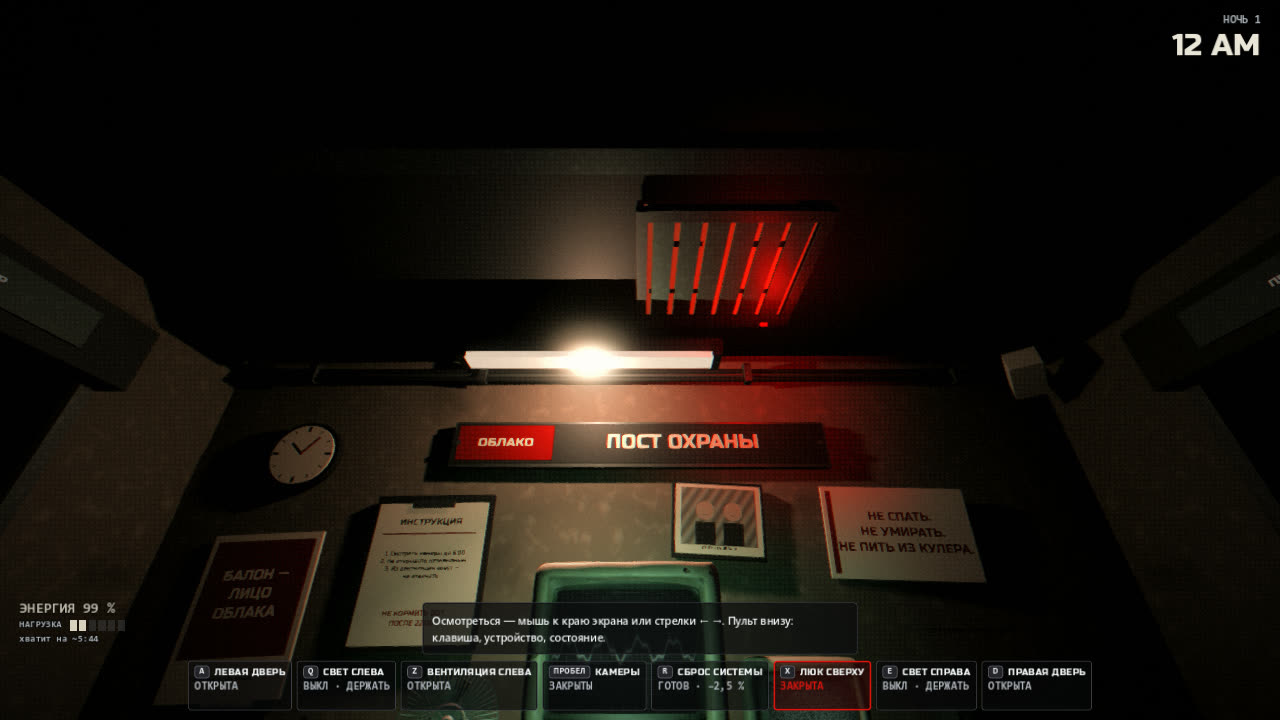 НОЧЬ 1
12 AM
ОБЛАКО
ПОСТ ОХРАНЫ
ИНСТРУКЦИЯ
НЕ СПАТЬ.
НЕ УМИРАТЬ.
НЕ ПИТЬ ИЗ КУЛЕРА.
БАЛОН —
ЛИЦО
ОБЛАКА
НЕ КОРМИТЬ
ПОСЛЕ
ЭНЕРГИЯ 99 %
НАГРУЗКА
хватит на ~5:44
Осмотреться — мышь к краю экрана или стрелки ← →. Пульт внизу:
клавиша, устройство, состояние.
A ЛЕВАЯ ДВЕРЬ
ОТКРЫТА
Q СВЕТ СЛЕВА
ВЫКЛ · ДЕРЖАТЬ
Z ВЕНТИЛЯЦИЯ СЛЕВА
ОТКРЫТА
ПРОБЕЛ КАМЕРЫ
ЗАКРЫТЫ
R СБРОС СИСТЕМЫ
ГОТОВ · −2,5 %
X ЛЮК СВЕРХУ
ЗАКРЫТА
E СВЕТ СПРАВА
ВЫКЛ · ДЕРЖАТЬ
D ПРАВАЯ ДВЕРЬ
ОТКРЫТА